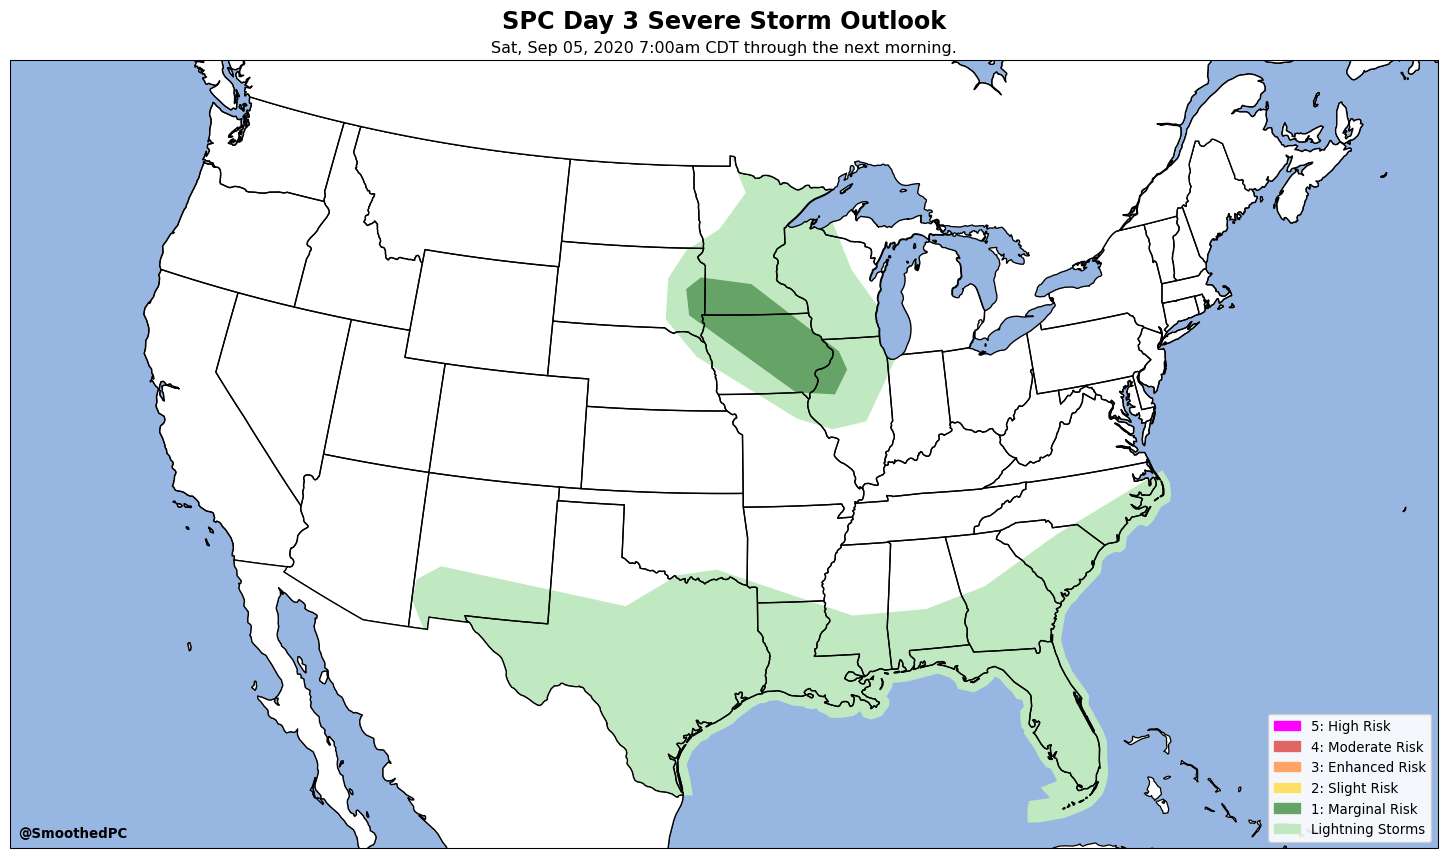 SPC Day 3 Severe Storm Outlook
Sat, Sep 05, 2020 7:00am CDT through the next morning.
5: High Risk
4: Moderate Risk
3: Enhanced Risk
2: Slight Risk
1: Marginal Risk
Lightning Storms
@SmoothedPC